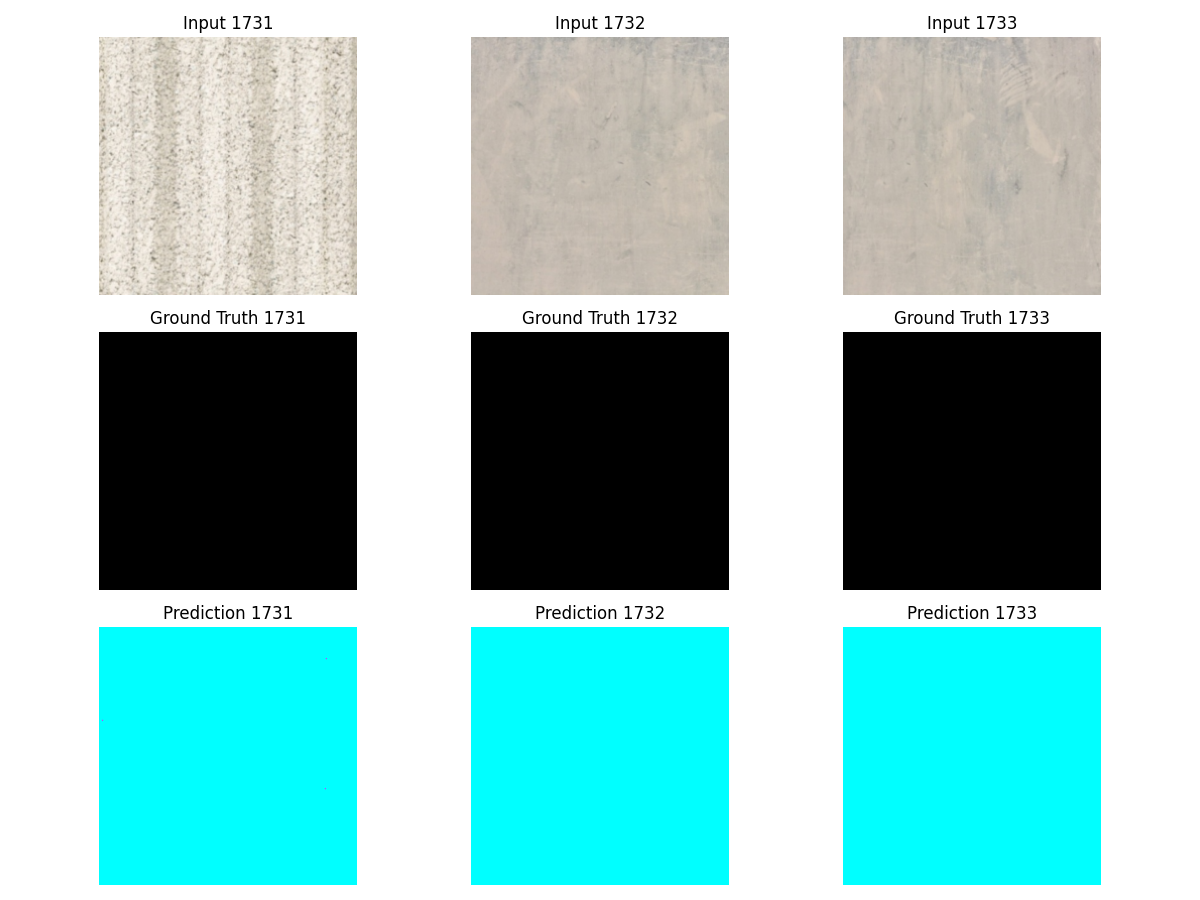 Input 1731
Input 1732
Input 1733
Ground Truth 1731
Ground Truth 1732
Ground Truth 1733
Prediction 1731
Prediction 1732
Prediction 1733